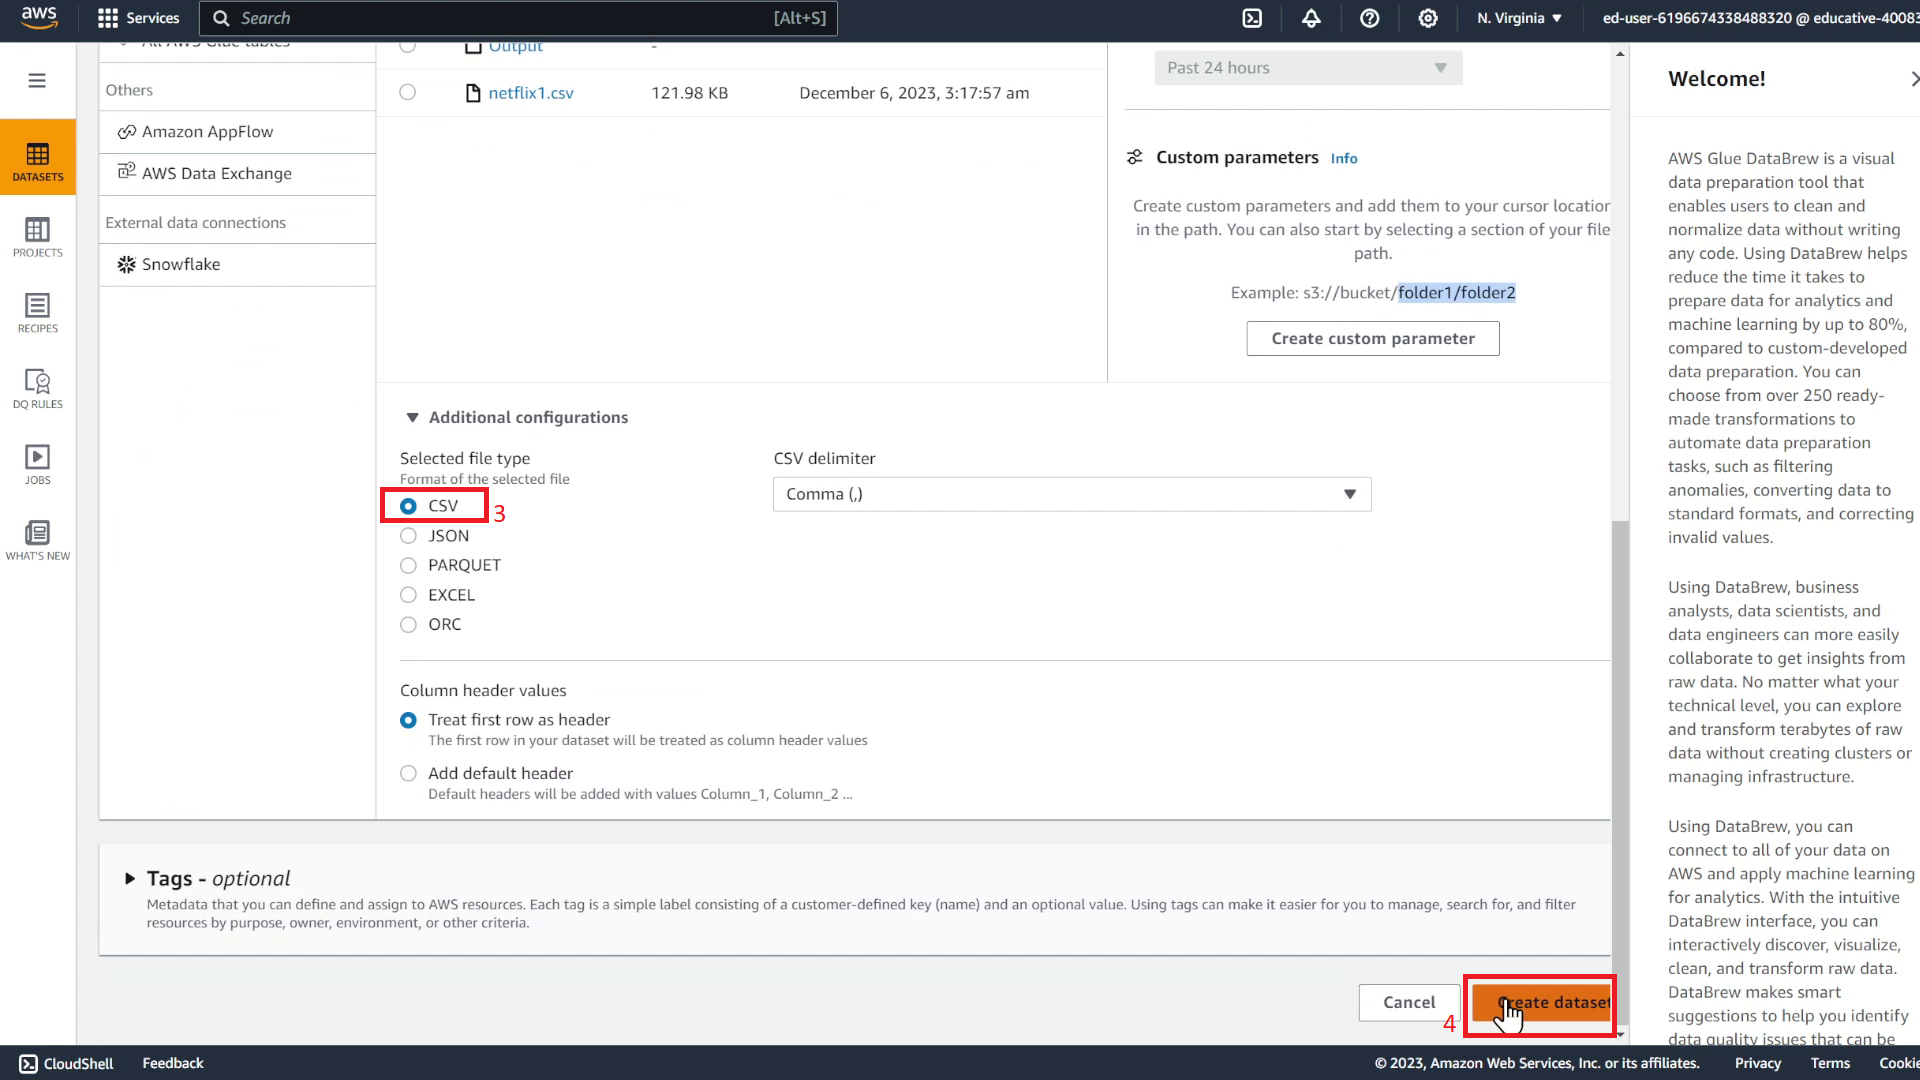 aws
Services
Search
[Alt+S]
N. Virginia
ed-user-6196674338488320 @ educative-40083
DATASETS
PROJECTS
RECIPES
DQ RULES
JOBS
WHAT'S NEW
All AWS Glue tables
Others
Amazon AppFlow
AWS Data Exchange
External data connections
Snowflake
Output -
netflix1.csv 121.98 KB December 6, 2023, 3:17:57 am
Past 24 hours
Custom parameters Info
Create custom parameters and add them to your cursor location
in the path. You can also start by selecting a section of your file
path.
Example: s3://bucket/folder1/folder2
Create custom parameter
Additional configurations
Selected file type
Format of the selected file
CSV
3
JSON
PARQUET
EXCEL
ORC
CSV delimiter
Comma (,)
Column header values
Treat first row as header
The first row in your dataset will be treated as column header values
Add default header
Default headers will be added with values Column_1, Column_2 ...
Tags - optional
Metadata that you can define and assign to AWS resources. Each tag is a simple label consisting of a customer-defined key (name) and an optional value. Using tags can make it easier for you to manage, search for, and filter
resources by purpose, owner, environment, or other criteria.
Cancel
4
Create dataset
Welcome!
AWS Glue DataBrew is a visual
data preparation tool that
enables users to clean and
normalize data without writing
any code. Using DataBrew helps
reduce the time it takes to
prepare data for analytics and
machine learning by up to 80%,
compared to custom-developed
data preparation. You can
choose from over 250 ready-
made transformations to
automate data preparation
tasks, such as filtering
anomalies, converting data to
standard formats, and correcting
invalid values.
Using DataBrew, business
analysts, data scientists, and
data engineers can more easily
collaborate to get insights from
raw data. No matter what your
technical level, you can explore
and transform terabytes of raw
data without creating clusters or
managing infrastructure.
Using DataBrew, you can
connect to all of your data on
AWS and apply machine learning
for analytics. With the intuitive
DataBrew interface, you can
interactively discover, visualize,
clean, and transform raw data.
DataBrew makes smart
suggestions to help you identify
data quality issues that can be
CloudShell
Feedback
© 2023, Amazon Web Services, Inc. or its affiliates.
Privacy
Terms
Cookie